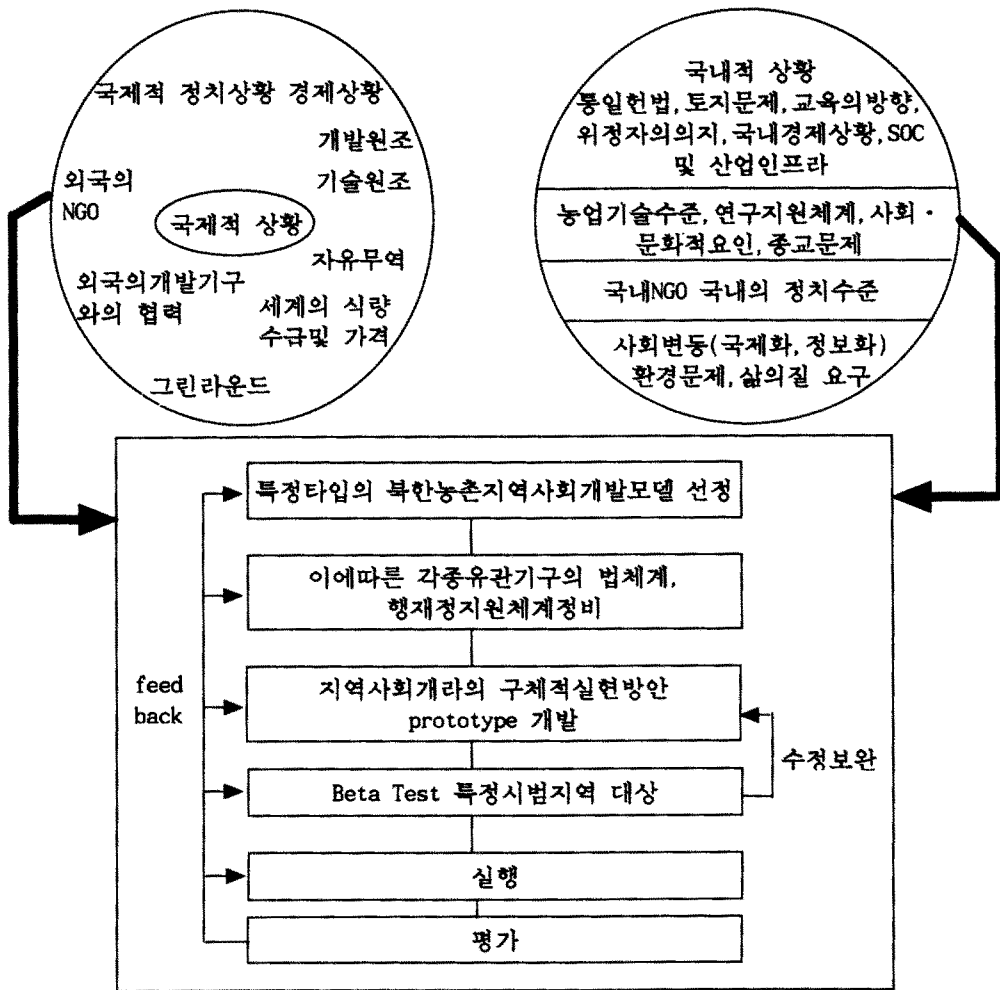 국제적 정치상황 경제상황
개발원조
외국의
NGO
기술원조
국제적 상황
자유무역
외국의개발기구
와의 협력
세계의 식량
수급및 가격
그린라운드
국내적 상황
통일헌법, 토지문제, 교육의방향,
위정자의의지, 국내경제상황, SOC
및 산업인프라
농업기술수준, 연구지원체계, 사회·
문화적요인, 종교문제
국내NGO 국내의 정치수준
사회변동(국제화, 정보화)
환경문제, 삶의질 요구
특정타입의 북한농촌지역사회개발모델 선정
이에따른 각종유관기구의 법체계,
행재정지원체계정비
feed
back
지역사회개라의 구체적실현방안
prototype 개발
수정보완
Beta Test 특정시범지역 대상
실행
평가